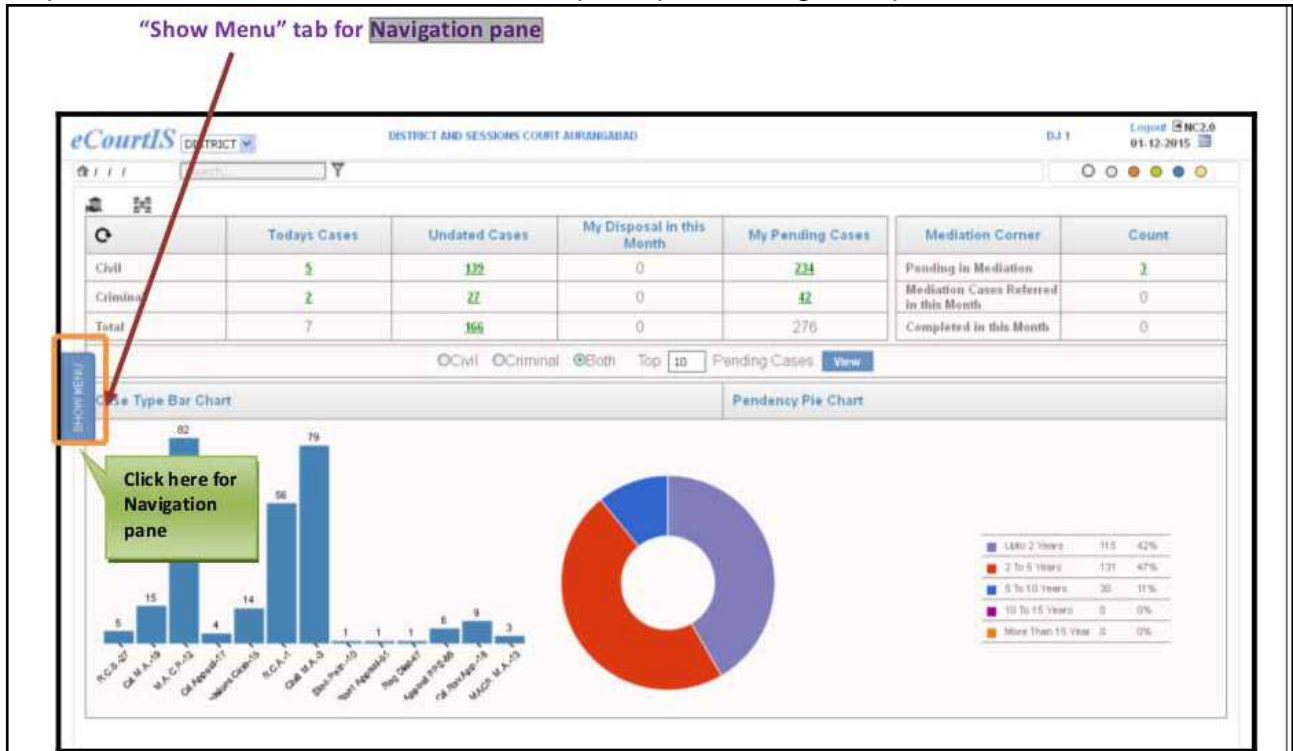 “Show Menu” tab for Navigation pane
eCourtIS DISTRICT DISTRICT AND SESSIONS COURT AURANGABAD DJ 1 Logout NC2.0
01-12-2015
/ / / Search...
Todays Cases Undated Cases My Disposal in this Month My Pending Cases Mediation Corner Count
Civil 5 139 0 234 Pending in Mediation 3
Criminal 2 27 0 42 Mediation Cases Referred in this Month 0
Total 7 166 0 276 Completed in this Month 0
Civil Criminal Both Top 10 Pending Cases View
SHOW MENU
Type Bar Chart Pendency Pie Chart
Click here for
Navigation
pane
5 15 82 4 14 56 79 1 1 1 6 9 3
R.C.S.-27
M.A.C.P.-12
R.C.A.-1
Upto 2 Years 115 42%
2 To 5 Years 131 47%
5 To 10 Years 30 11%
10 To 15 Years 0 0%
More Than 15 Year 0 0%